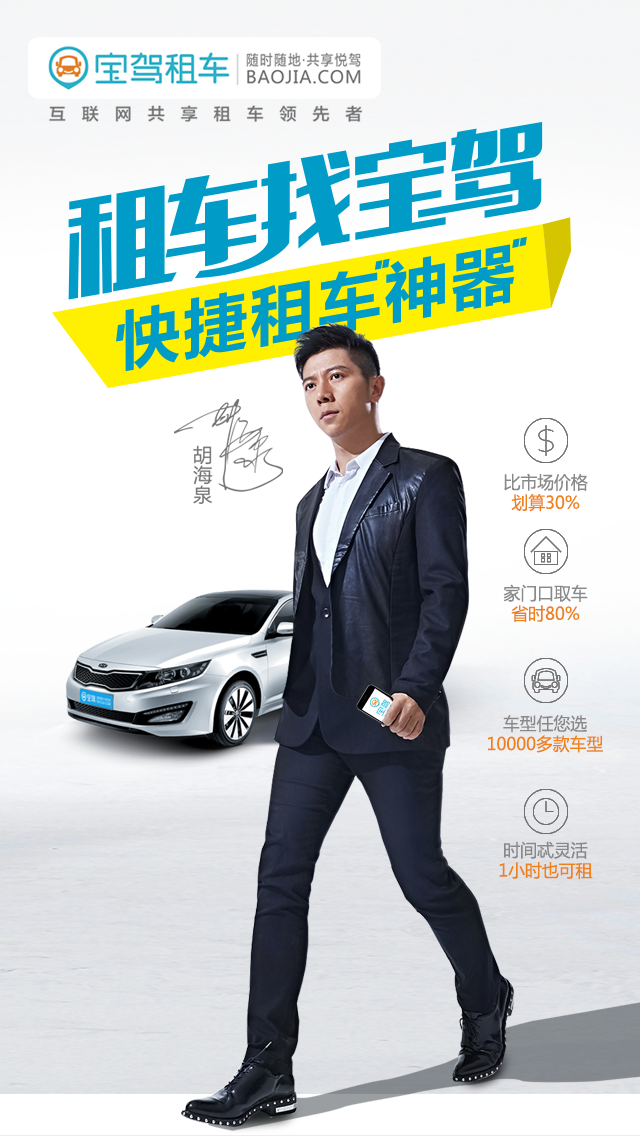 宝驾租车
随时随地·共享悦驾
BAOJIA.COM
互联网共享租车领先者
租车找宝驾
快捷租车"神器"
胡海泉
比市场价格
划算30%
家门口取车
省时80%
宝驾
车型任您选
10000多款车型
时间忒灵活
1小时也可租